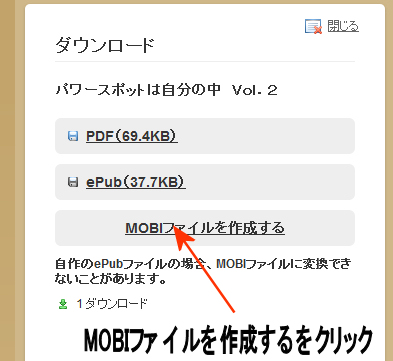 閉じる
ダウンロード
パワースポットは自分の中 Vol.2
PDF(69.4KB)
ePub(37.7KB)
MOBIファイルを作成する
自作のePubファイルの場合、MOBIファイルに変換でき
ないことがあります。
1ダウンロード
MOBIファイルを作成するをクリック